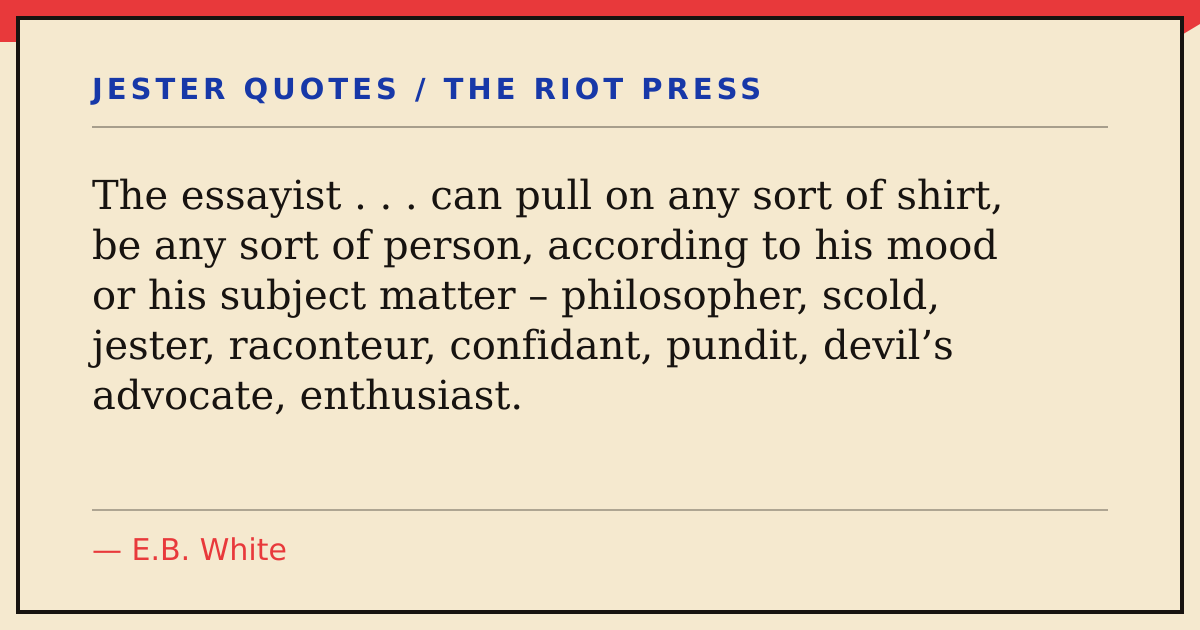 JESTER QUOTES / THE RIOT PRESS
The essayist . . . can pull on any sort of shirt,
be any sort of person, according to his mood
or his subject matter – philosopher, scold,
jester, raconteur, confidant, pundit, devil’s
advocate, enthusiast.
— E.B. White